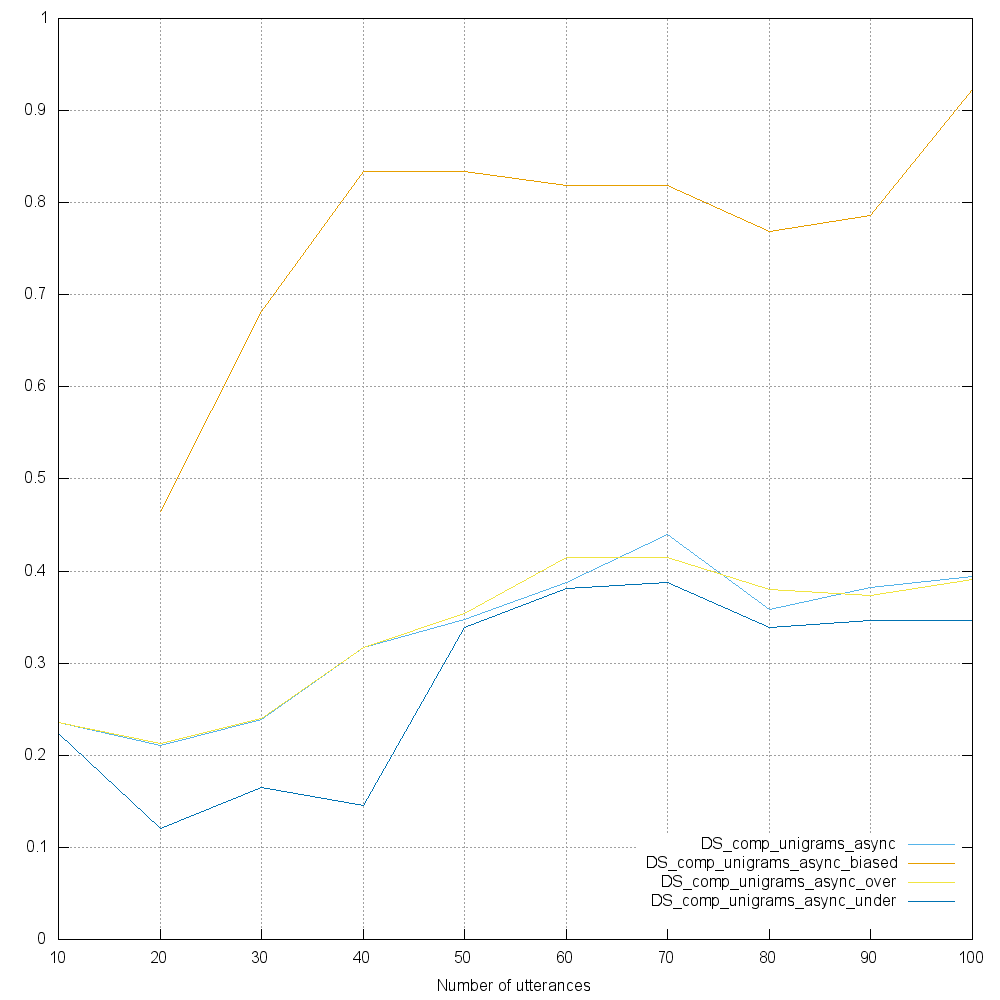 1
0.9
0.8
0.7
0.6
0.5
0.4
0.3
0.2
0.1
0
DS_comp_unigrams_async
DS_comp_unigrams_async_biased
DS_comp_unigrams_async_over
DS_comp_unigrams_async_under
10 20 30 40 50 60 70 80 90 100
Number of utterances